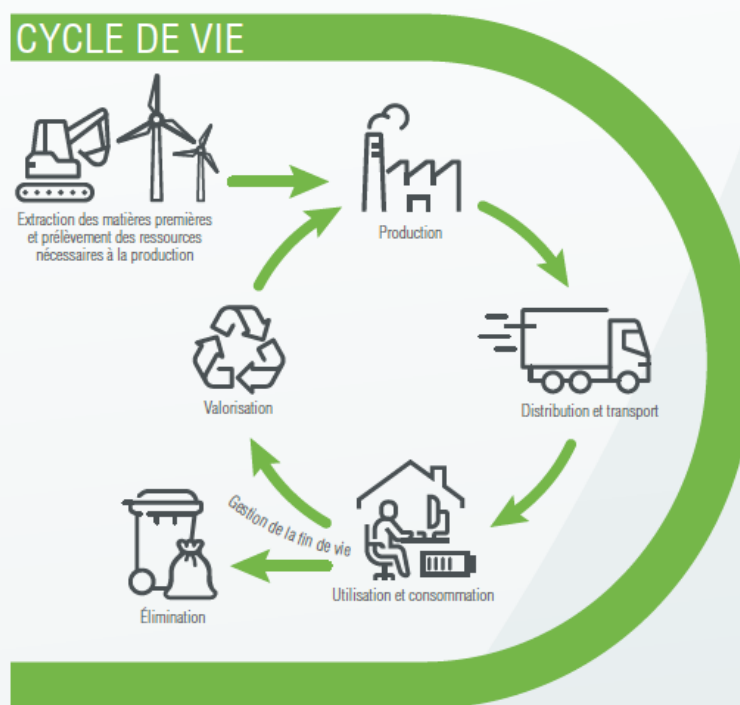 CYCLE DE VIE
Extraction des matières premières
et prélèvement des ressources
nécessaires à la production
Production
Valorisation
Distribution et transport
Gestion de la fin de vie
Utilisation et consommation
Élimination